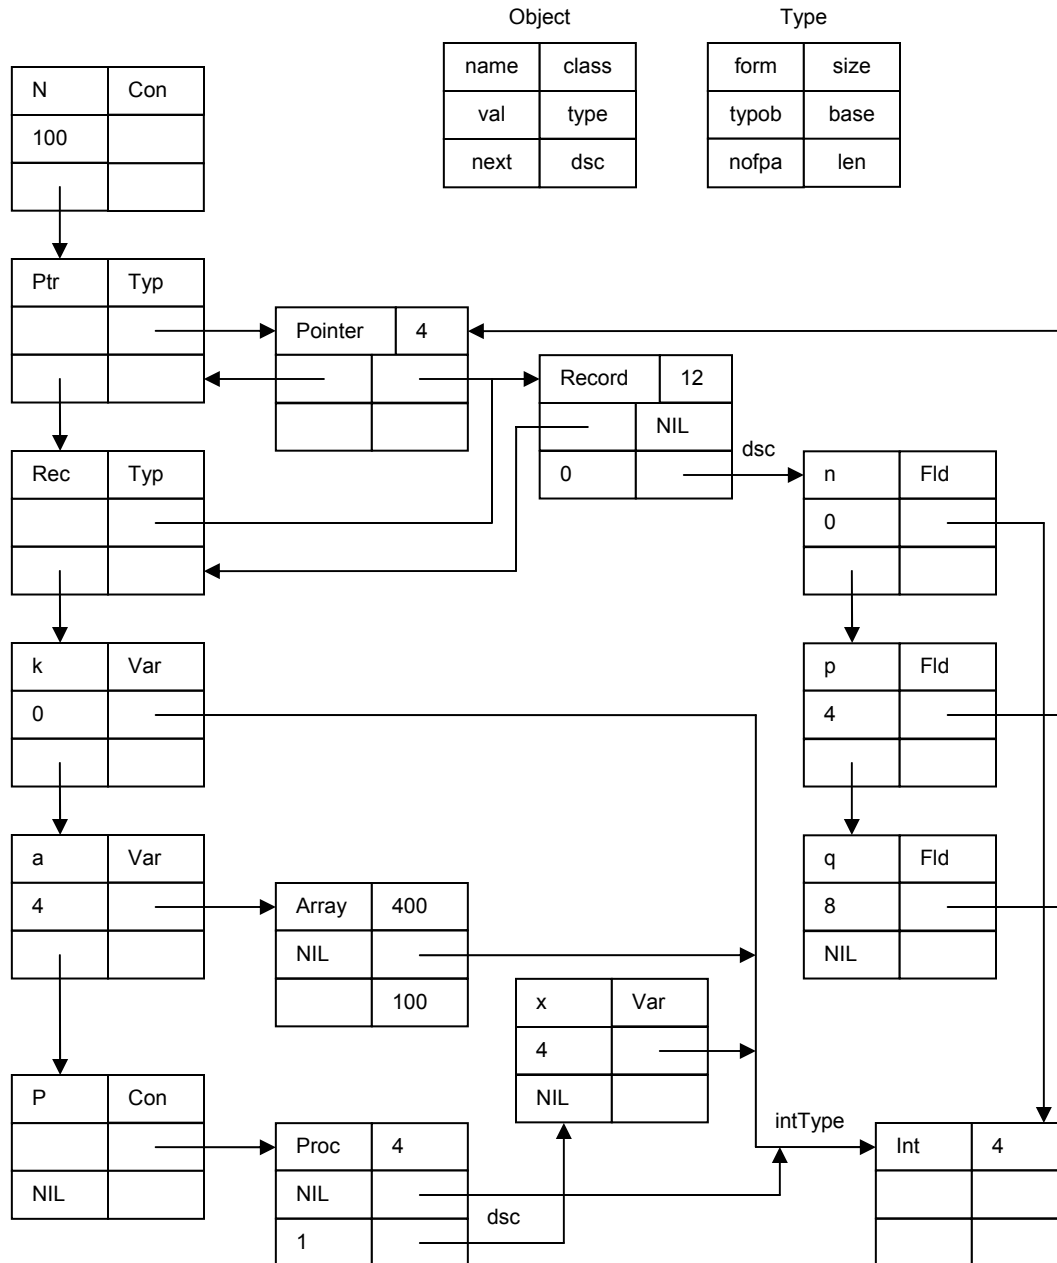 Object Type
name class form size
val type typob base
next dsc nofpa len
N Con
100
Ptr Typ
Pointer 4
Record 12
NIL
dsc
0
Rec Typ
n Fld
0
k Var
0
p Fld
4
a Var
4
q Fld
8
NIL
Array 400
NIL
100
x Var
4
NIL
P Con
NIL
intType
Proc 4
NIL
dsc
1
Int 4